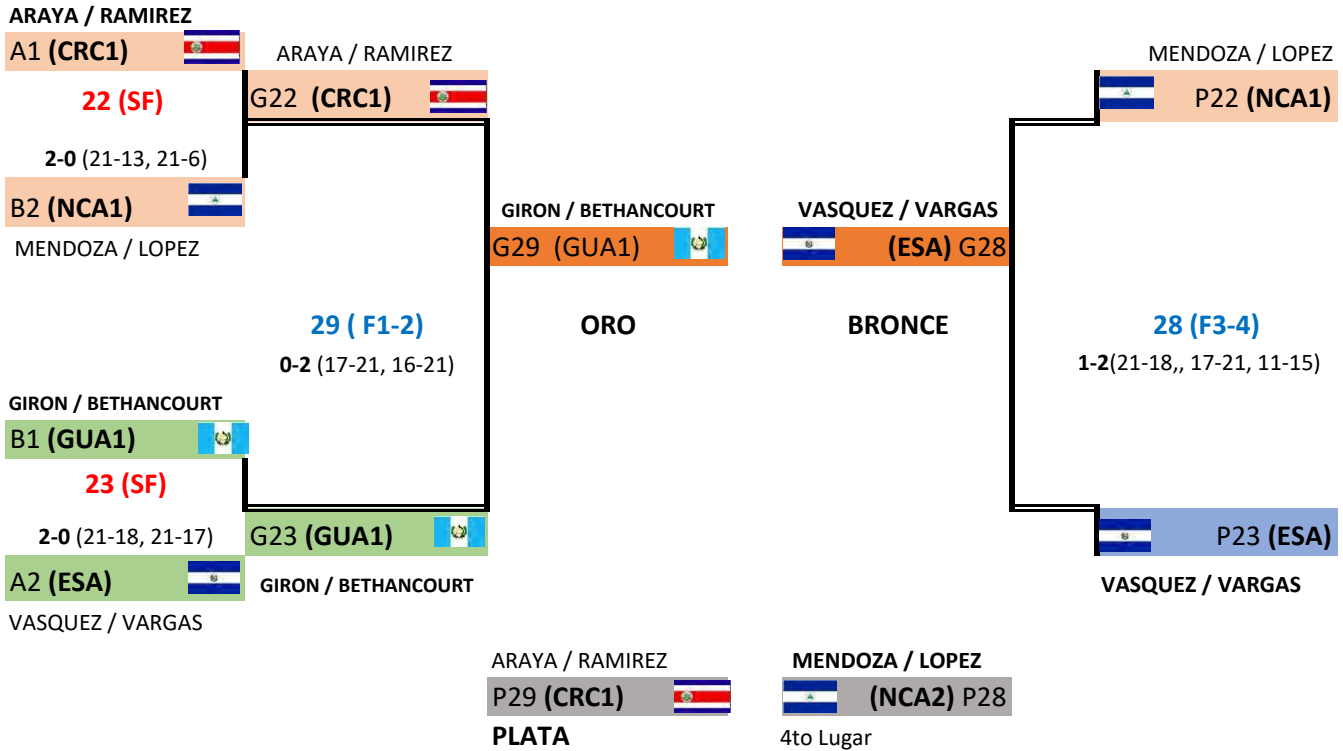 ARAYA / RAMIREZ
A1 (CRC1)
22 (SF)
2-0 (21-13, 21-6)
B2 (NCA1)
MENDOZA / LOPEZ
ARAYA / RAMIREZ
G22 (CRC1)
GIRON / BETHANCOURT
B1 (GUA1)
23 (SF)
2-0 (21-18, 21-17)
A2 (ESA)
VASQUEZ / VARGAS
29 ( F1-2)
0-2 (17-21, 16-21)
G23 (GUA1)
GIRON / BETHANCOURT
GIRON / BETHANCOURT
G29 (GUA1)
ORO
VASQUEZ / VARGAS
(ESA) G28
BRONCE
MENDOZA / LOPEZ
P22 (NCA1)
28 (F3-4)
1-2(21-18,, 17-21, 11-15)
P23 (ESA)
VASQUEZ / VARGAS
ARAYA / RAMIREZ
P29 (CRC1)
PLATA
MENDOZA / LOPEZ
(NCA2) P28
4to Lugar